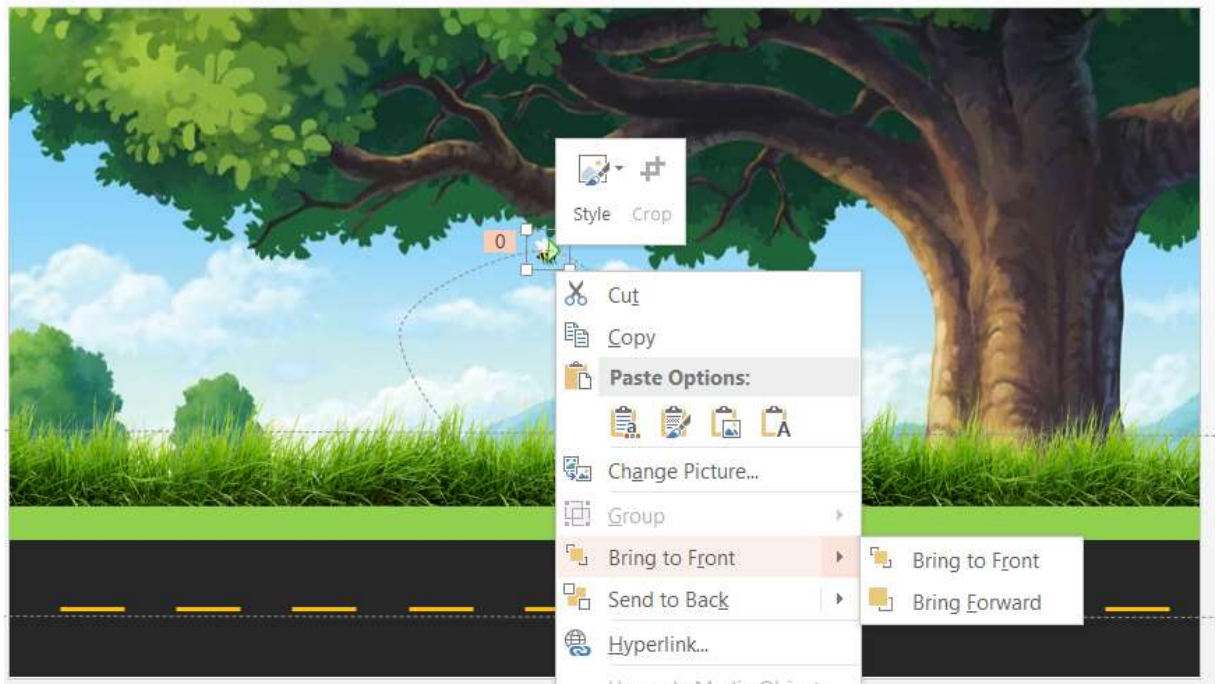 Style Crop
0
Cut
Copy
Paste Options:
Change Picture...
Group
Bring to Front
Bring to Front
Send to Back
Bring Forward
Hyperlink...